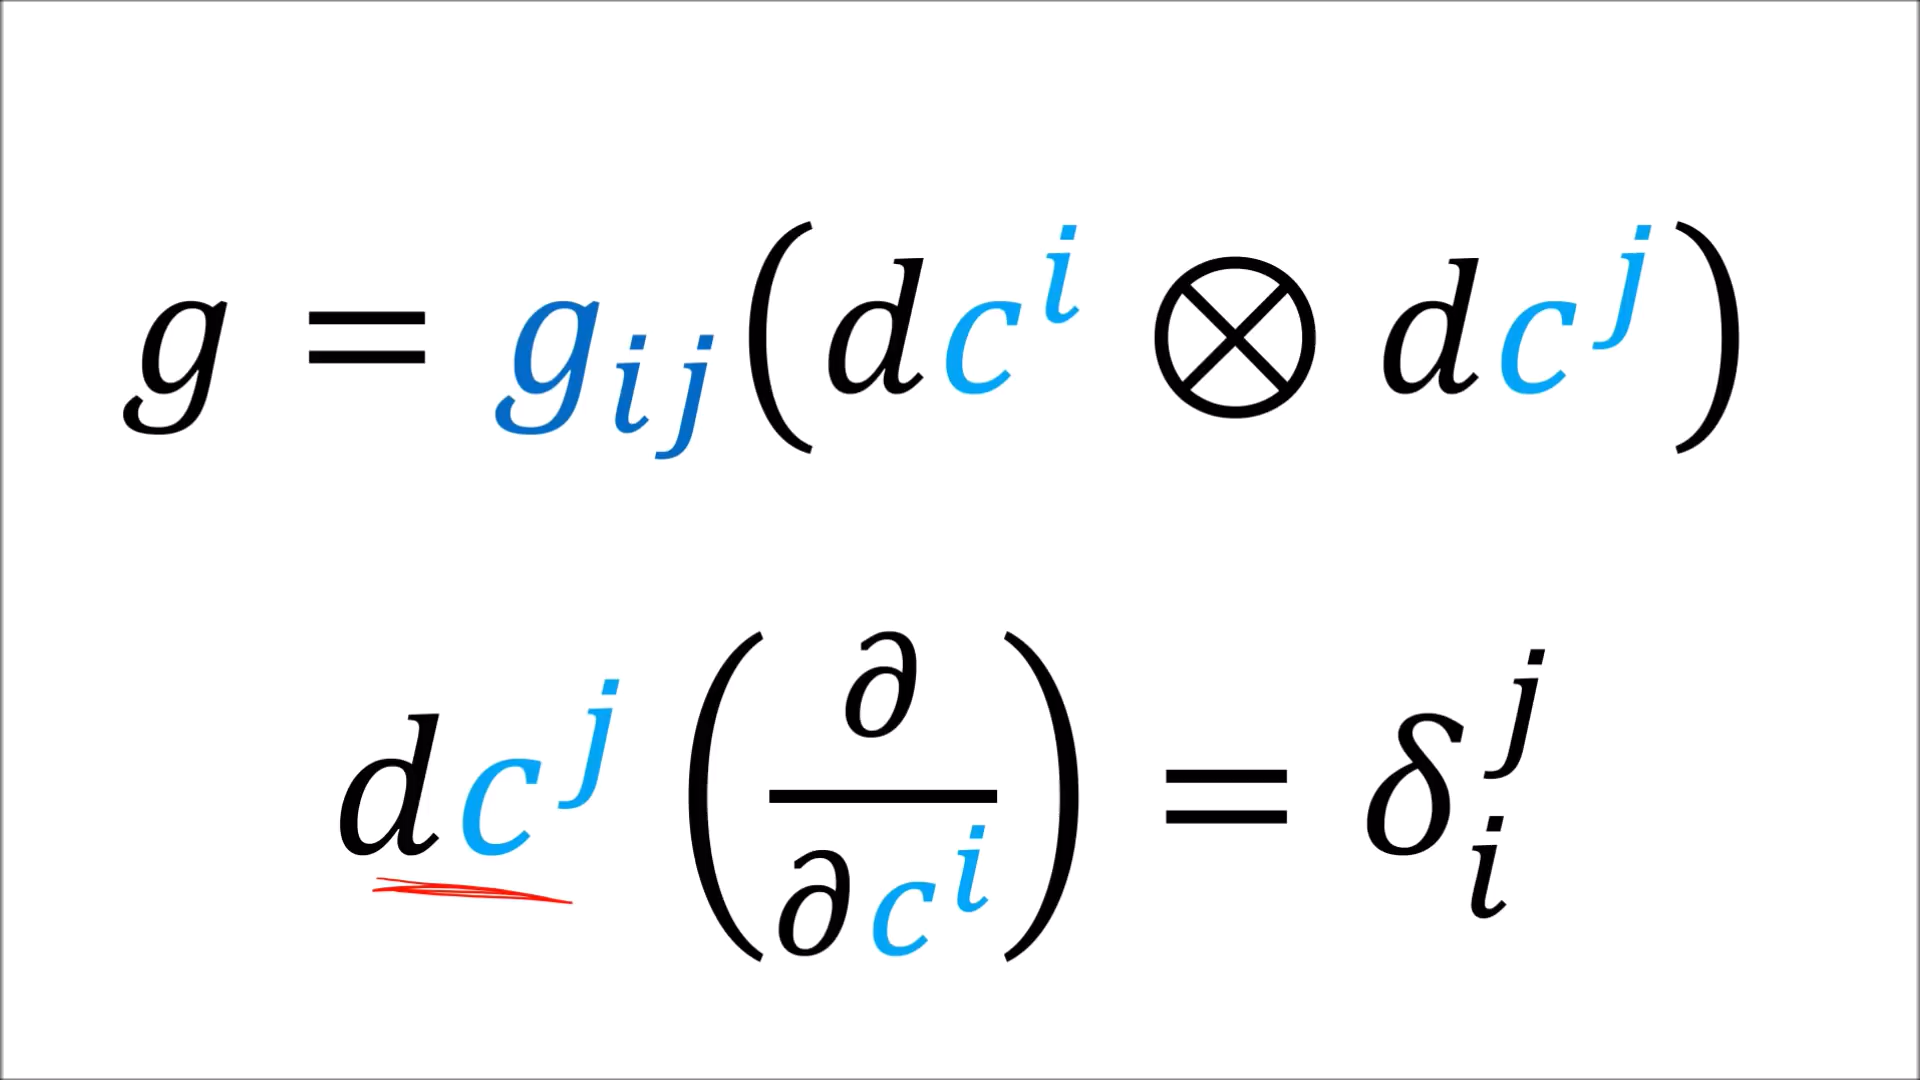 g = g_{ij}(dc^i ⊗ dc^j)
dc^j (∂/∂c^i) = δ^j_i